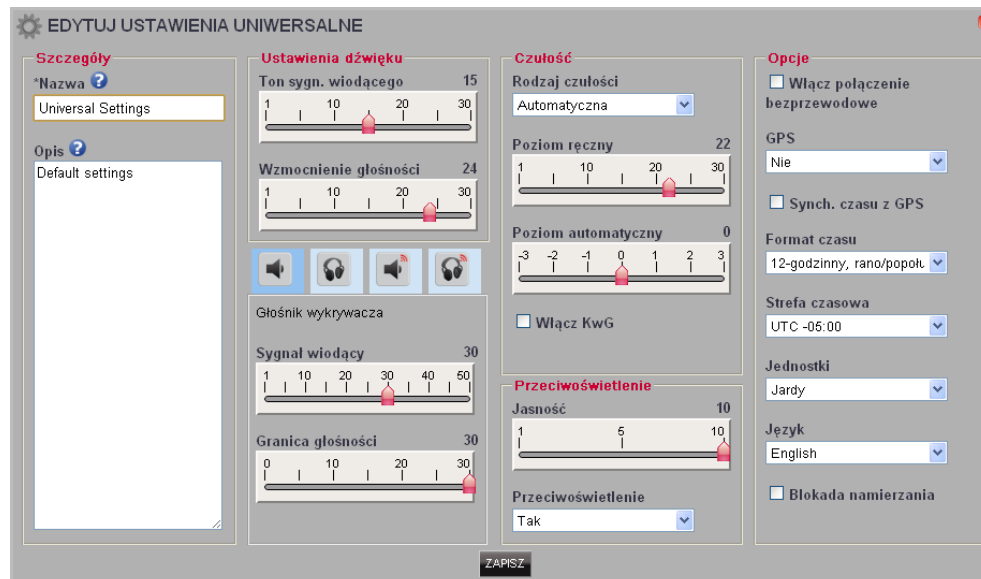 EDYTUJ USTAWIENIA UNIWERSALNE
Szczegóły
*Nazwa ?
Universal Settings
Opis ?
Default settings
Ustawienia dźwięku
Ton sygn. wiodącego 15
1 10 20 30
Wzmocnienie głośności 24
1 10 20 30
Głośnik wykrywacza
Sygnał wiodący 30
1 10 20 30 40 50
Granica głośności 30
0 10 20 30
Czułość
Rodzaj czułości
Automatyczna
Poziom ręczny 22
1 10 20 30
Poziom automatyczny 0
-3 -2 -1 0 1 2 3
Włącz KwG
Przeciwoświetlenie
Jasność 10
1 5 10
Przeciwoświetlenie
Tak
Opcje
Włącz połączenie
bezprzewodowe
GPS
Nie
Synch. czasu z GPS
Format czasu
12-godzinny, rano/popołu
Strefa czasowa
UTC -05:00
Jednostki
Jardy
Język
English
Blokada namierzania
ZAPISZ